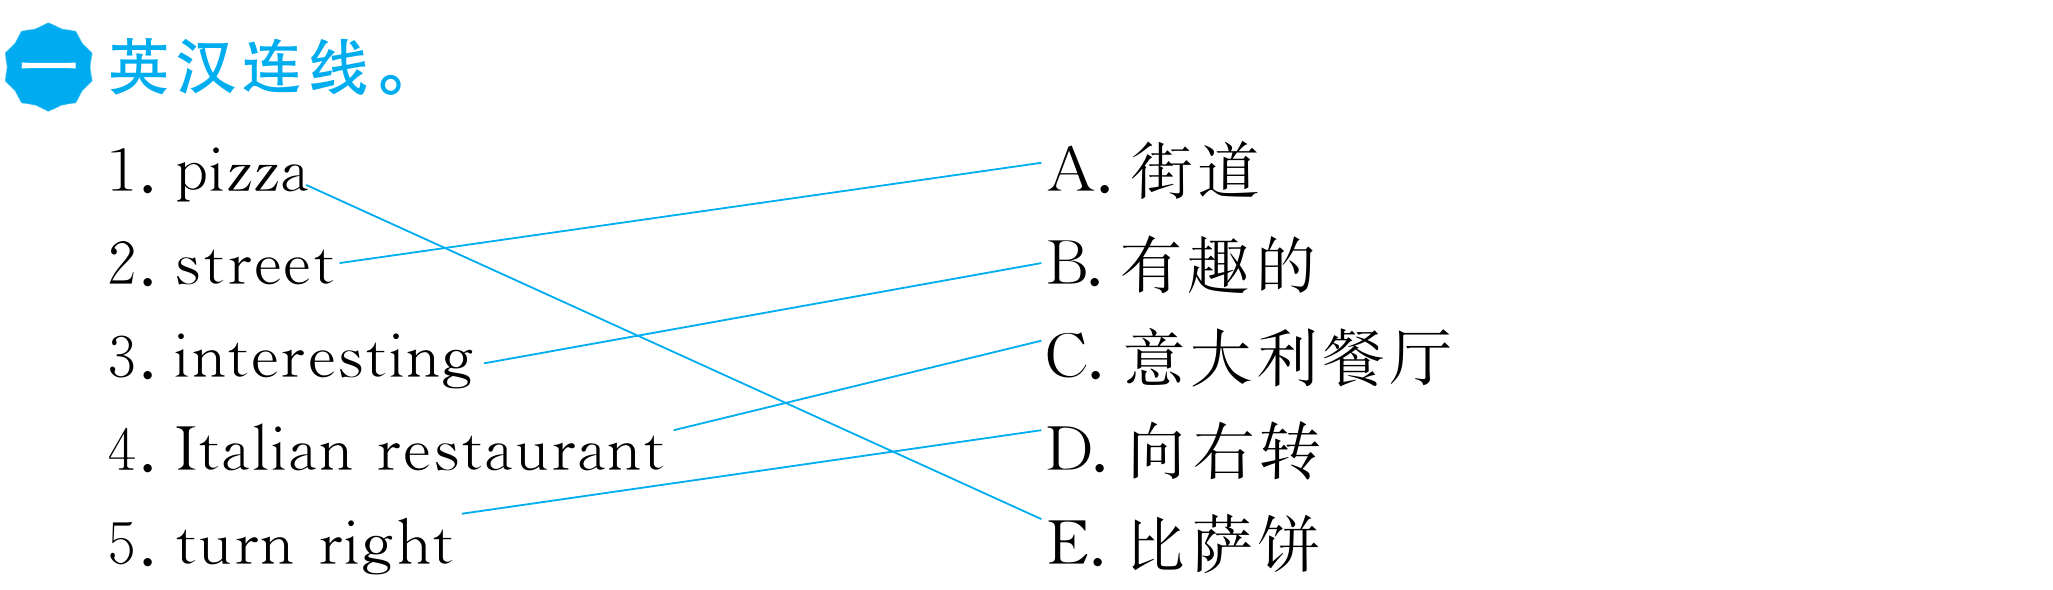 一 英汉连线。
1. pizza A. 街道
2. street B. 有趣的
3. interesting C. 意大利餐厅
4. Italian restaurant D. 向右转
5. turn right E. 比萨饼